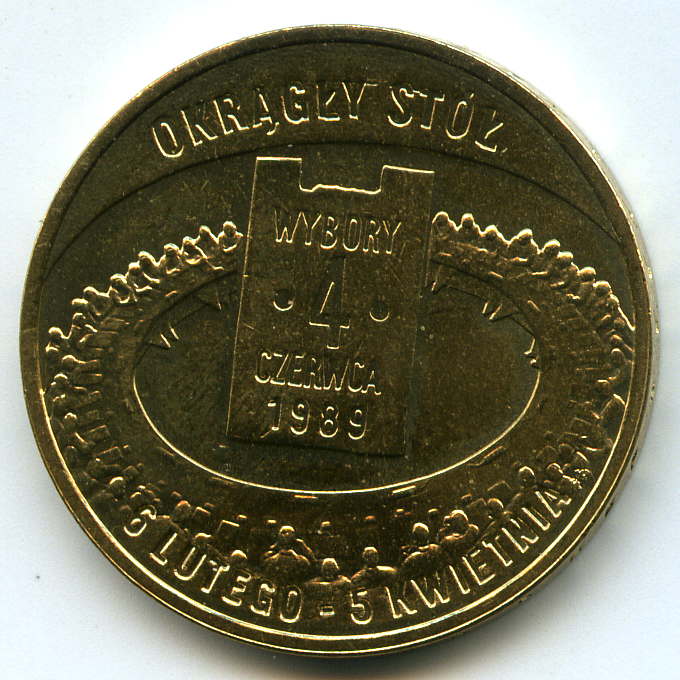 OKRĄGŁY STÓŁ
WYBORY
• 4 •
CZERWCA
1989
6 LUTEGO - 5 KWIETNIA